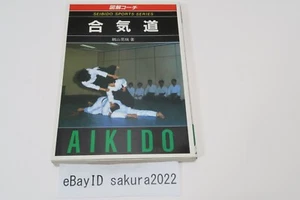 図解コーチ
SEIBIDO SPORTS SERIES
合気道
AIKIDO
eBayID sakura2022